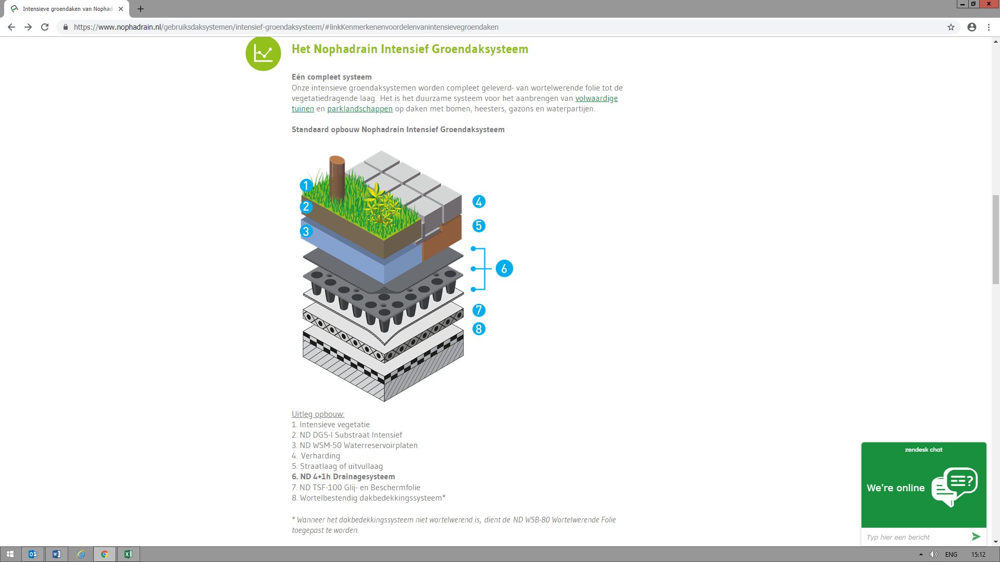 Intensieve groendaken van Nophad
https://www.nophadrain.nl/gebruiksdaksystemen/intensief-groendaksysteem/#linkKenmerkenenvoordelenvanintensievegroendaken
Het Nophadrain Intensief Groendaksysteem
Eén compleet systeem
Onze intensieve groendaksystemen worden compleet geleverd- van wortelwerende folie tot de
vegetatiedragende laag. Het is het duurzame systeem voor het aanbrengen van volwaardige
tuinen en parklandschappen op daken met bomen, heesters, gazons en waterpartijen.
Standaard opbouw Nophadrain Intensief Groendaksysteem
1
2
3
4
5
6
7
8
Uitleg opbouw:
1. Intensieve vegetatie
2. ND DGS-I Substraat Intensief
3. ND WSM-50 Waterreservoirplaten
4. Verharding
5. Straatlaag of uitvullaag
6. ND 4+1h Drainagesysteem
7. ND TSF-100 Glij- en Beschermfolie
8. Wortelbestendig dakbedekkingssysteem*
* Wanneer het dakbedekkingssysteem niet wortelwerend is, dient de ND WSB-80 Wortelwerende Folie
toegepast te worden.
zendesk chat
We're online
Typ hier een bericht
ENG
15:12